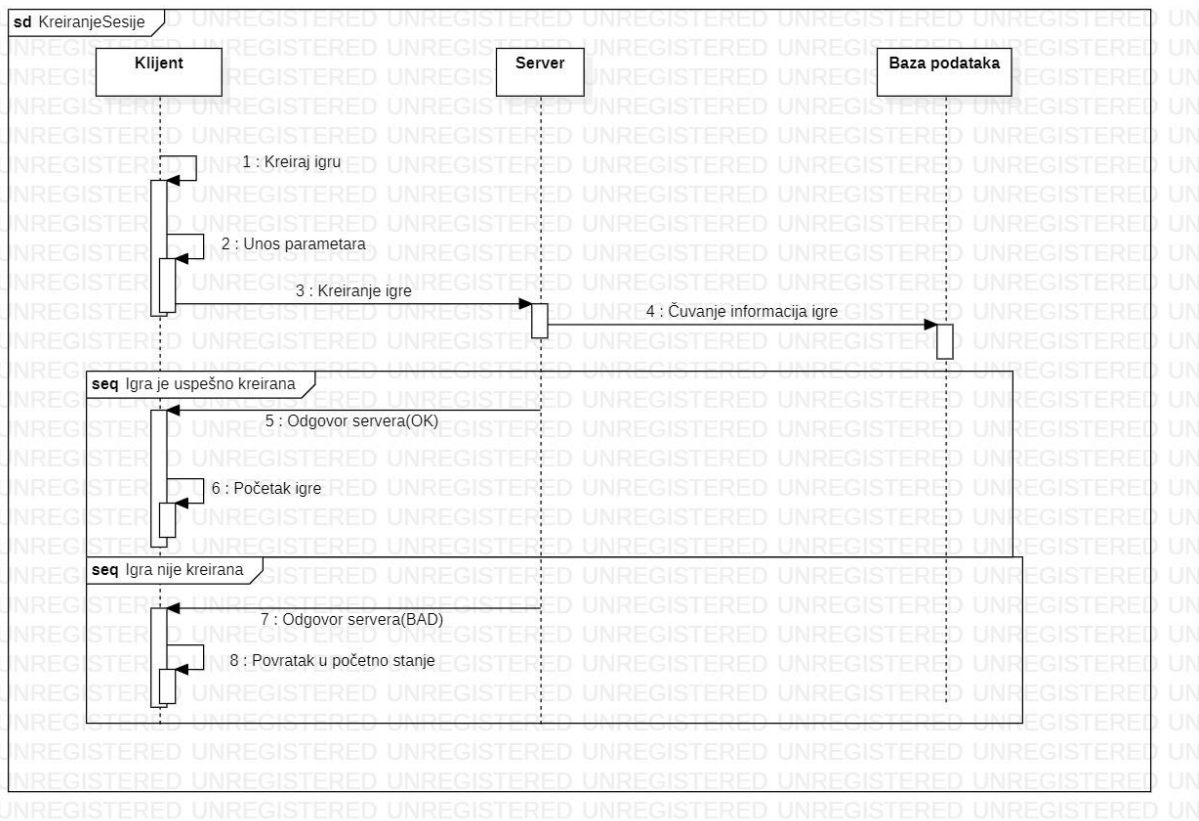 sd KreiranjeSesije
Klijent
Server
Baza podataka
1 : Kreiraj igru
2 : Unos parametara
3 : Kreiranje igre
4 : Čuvanje informacija igre
seq Igra je uspešno kreirana
5 : Odgovor servera(OK)
6 : Početak igre
seq Igra nije kreirana
7 : Odgovor servera(BAD)
8 : Povratak u početno stanje
UNREGISTERED